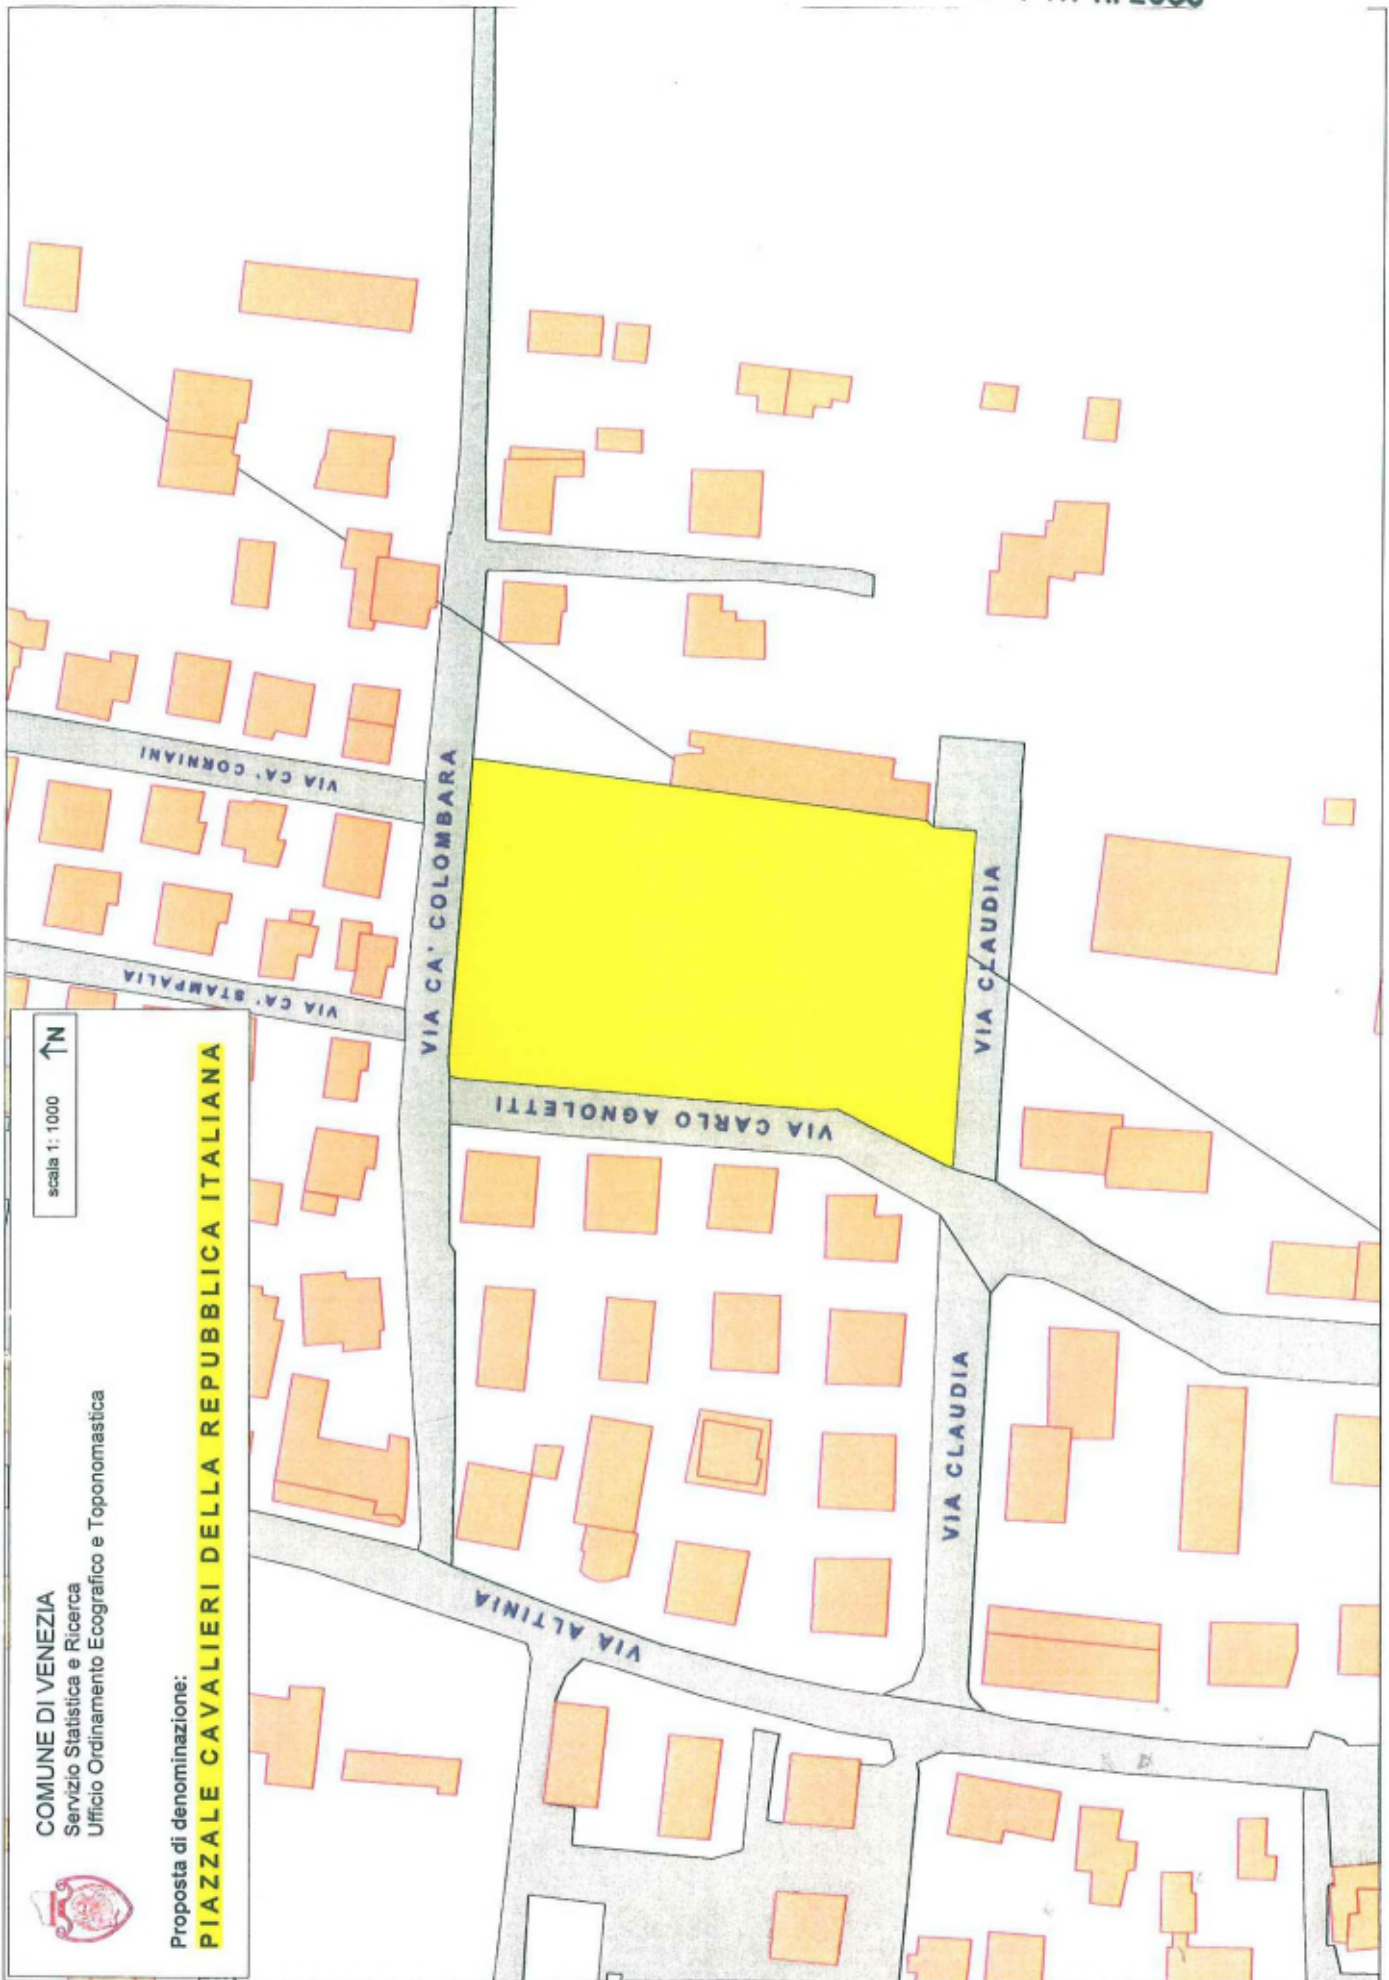 COMUNE DI VENEZIA
Servizio Statistica e Ricerca
Ufficio Ordinamento Ecografico e Toponomastica
scala 1: 1000
N
Proposta di denominazione:
PIAZZALE CAVALIERI DELLA REPUBBLICA ITALIANA
VIA CA' STAMPALIA
VIA CA' CORNIANI
VIA CA' COLOMBARA
VIA CARLO AGNOLETTI
VIA CLAUDIA
VIA CLAUDIA
VIA ALTINIA